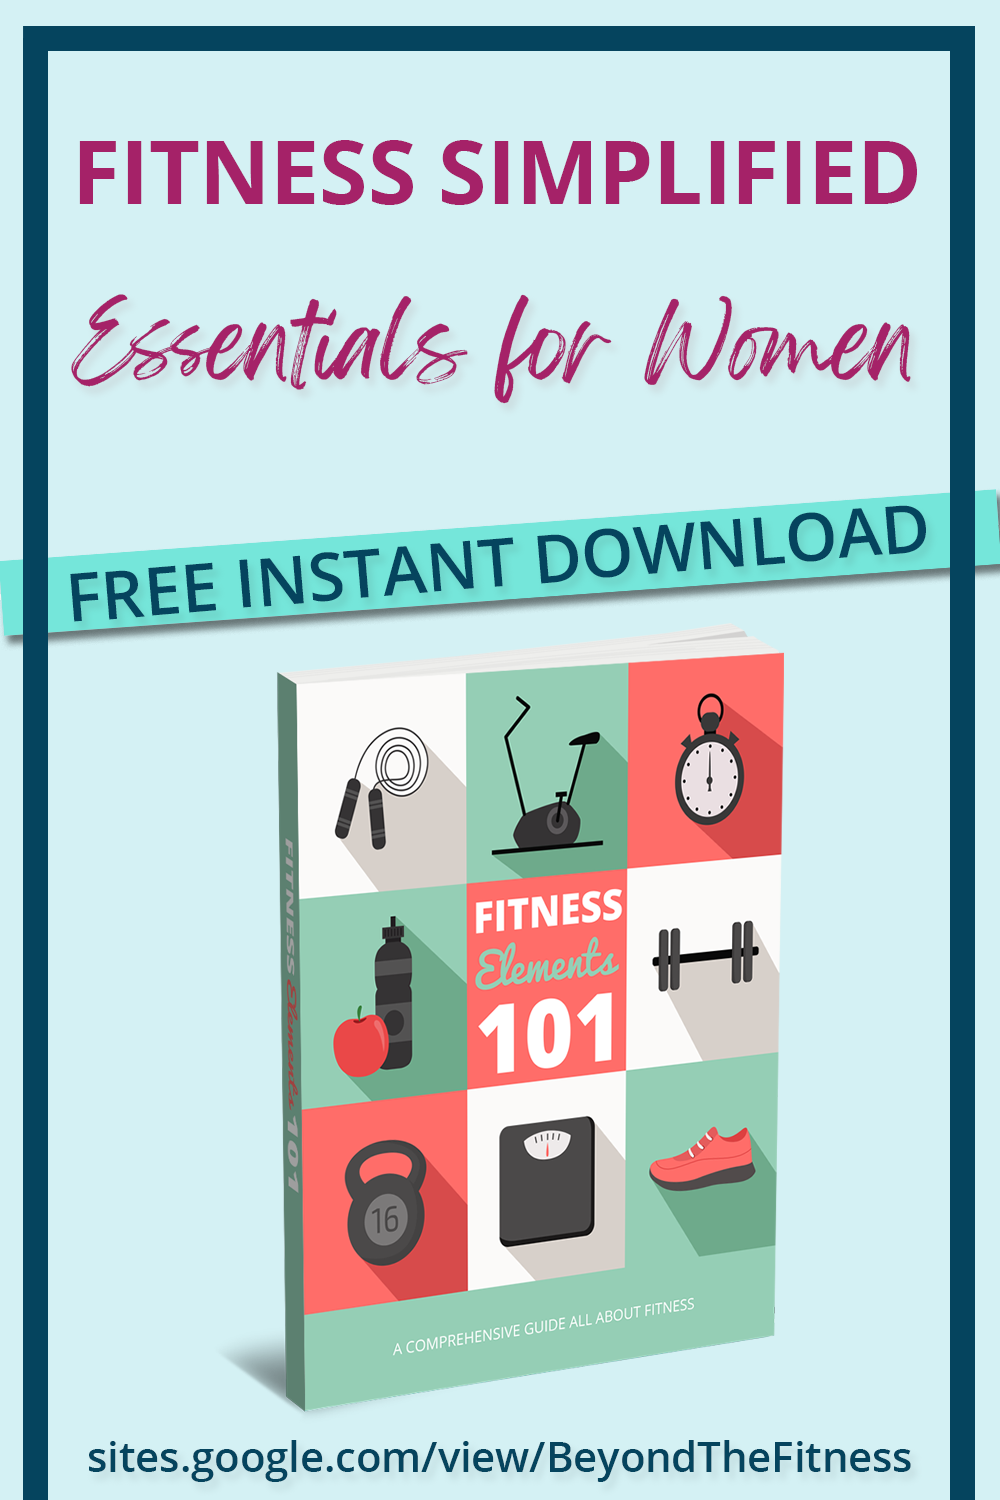 FITNESS SIMPLIFIED
Essentials for Women
FREE INSTANT DOWNLOAD
FITNESS Elements 101
FITNESS
Elements
101
16
A COMPREHENSIVE GUIDE ALL ABOUT FITNESS
sites.google.com/view/BeyondTheFitness